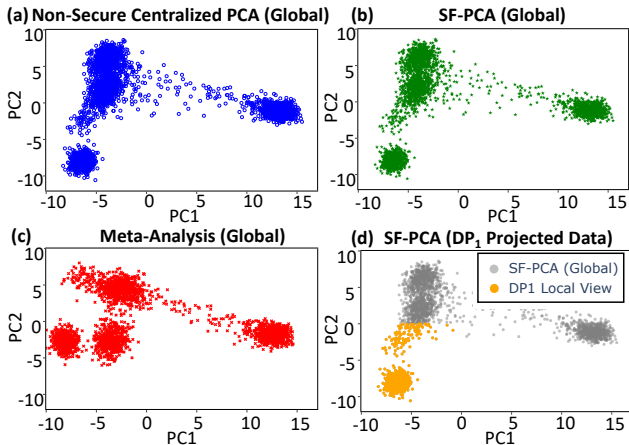 (a) Non-Secure Centralized PCA (Global)
10
5
0
-5
-10
PC2
-10 -5 0 5 10 15
PC1
(b) SF-PCA (Global)
10
5
0
-5
-10
PC2
-10 -5 0 5 10 15
PC1
(c) Meta-Analysis (Global)
10
5
0
-5
-10
PC2
-10 -5 0 5 10 15
PC1
(d) SF-PCA (DP₁ Projected Data)
10
5
0
-5
-10
PC2
SF-PCA (Global)
DP1 Local View
-10 -5 0 5 10 15
PC1